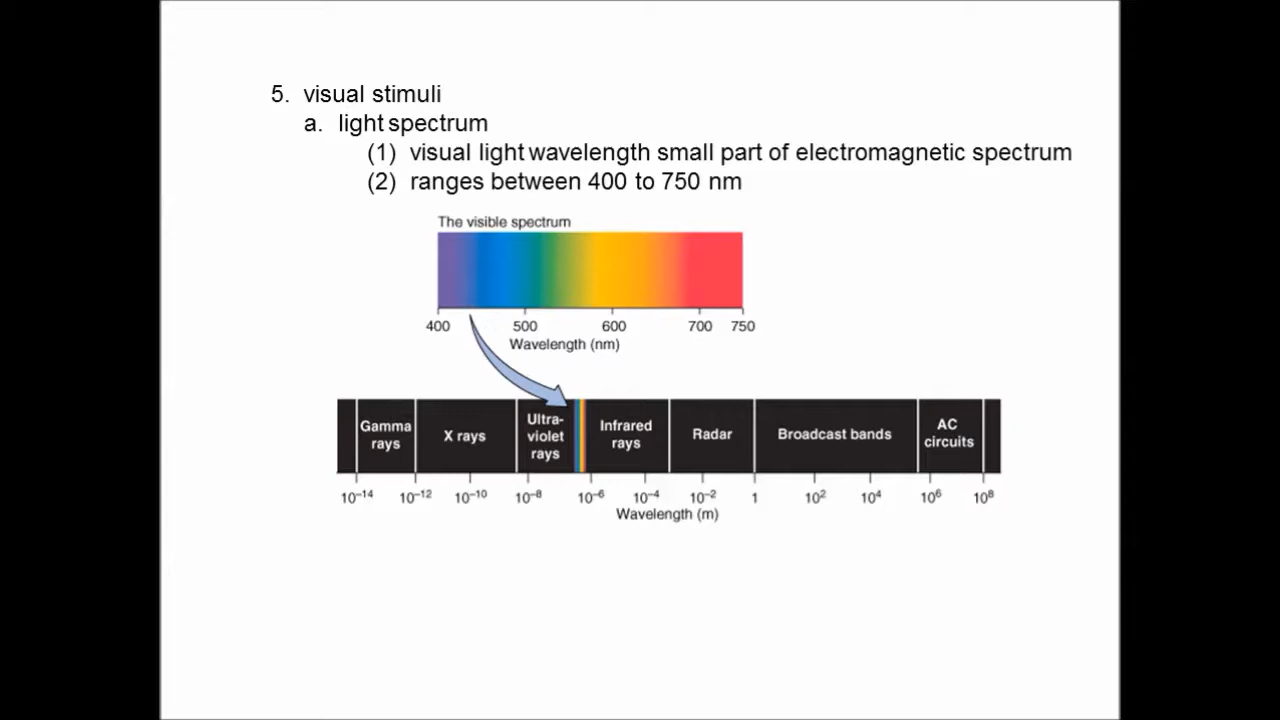 5. visual stimuli
a. light spectrum
(1) visual light wavelength small part of electromagnetic spectrum
(2) ranges between 400 to 750 nm
The visible spectrum
400 500 600 700 750
Wavelength (nm)
Gamma rays X rays Ultra-violet rays Infrared rays Radar Broadcast bands AC circuits
10⁻¹⁴ 10⁻¹² 10⁻¹⁰ 10⁻⁸ 10⁻⁶ 10⁻⁴ 10⁻² 1 10² 10⁴ 10⁶ 10⁸
Wavelength (m)